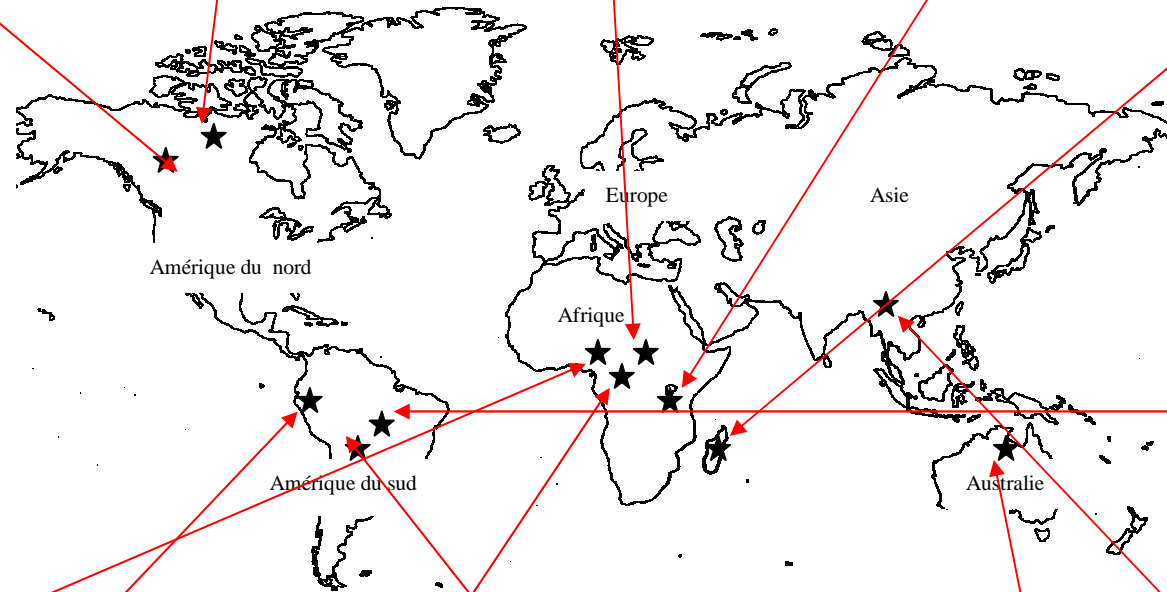 Europe
Asie
Amérique du  nord
Afrique
Amérique du sud
Australie